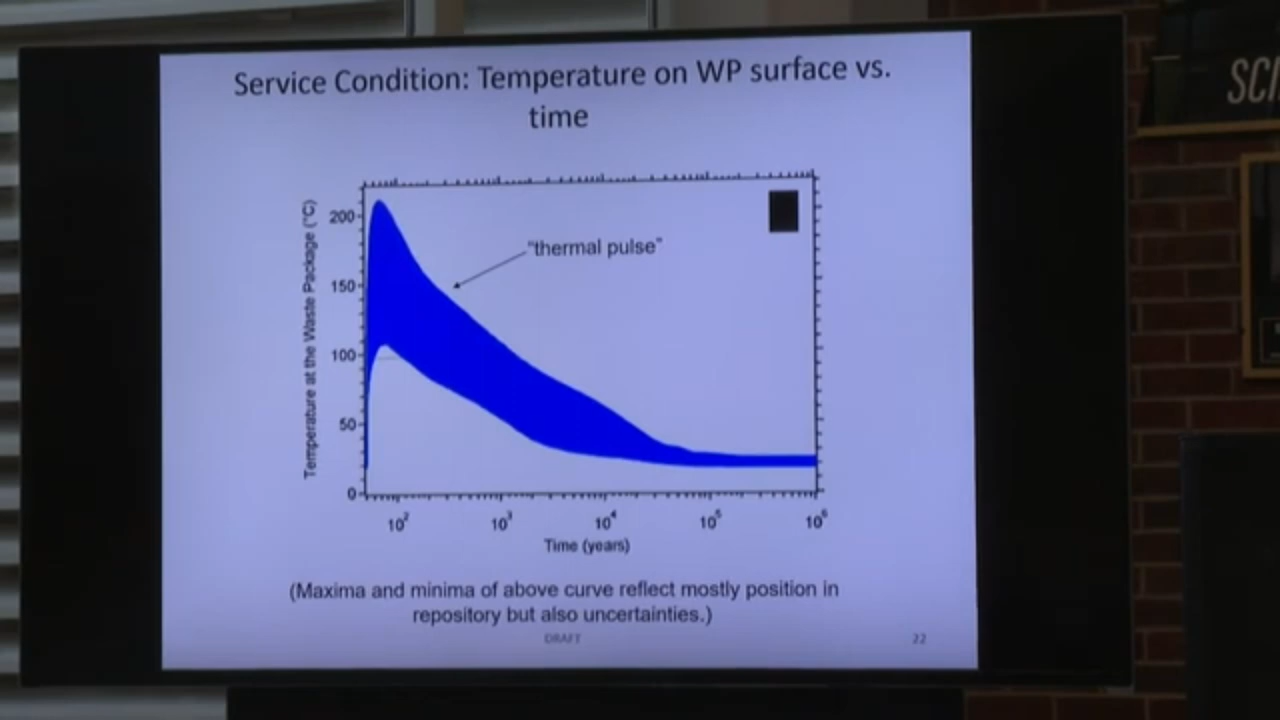 Service Condition: Temperature on WP surface vs.
time
Temperature at the Waste Package (°C)
200
150
100
50
0
"thermal pulse"
10²
10³
10⁴
10⁵
10⁶
Time (years)
(Maxima and minima of above curve reflect mostly position in
repository but also uncertainties.)
DRAFT
22